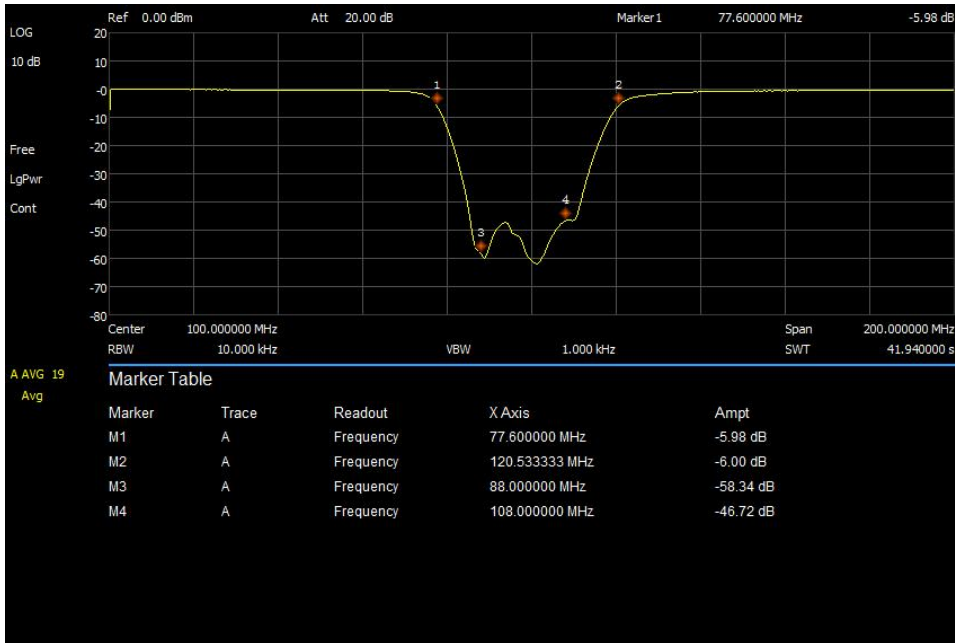 Ref 0.00 dBm Att 20.00 dB Marker1 77.600000 MHz -5.98 dB
LOG
20
10 dB
10
-0
1
2
-10
Free
-20
LgPwr
-30
Cont
-40
4
-50
3
-60
-70
-80
Center 100.000000 MHz Span 200.000000 MHz
RBW 10.000 kHz VBW 1.000 kHz SWT 41.940000 s
A AVG 19
Avg
Marker Table
Marker Trace Readout X Axis Ampt
M1 A Frequency 77.600000 MHz -5.98 dB
M2 A Frequency 120.533333 MHz -6.00 dB
M3 A Frequency 88.000000 MHz -58.34 dB
M4 A Frequency 108.000000 MHz -46.72 dB